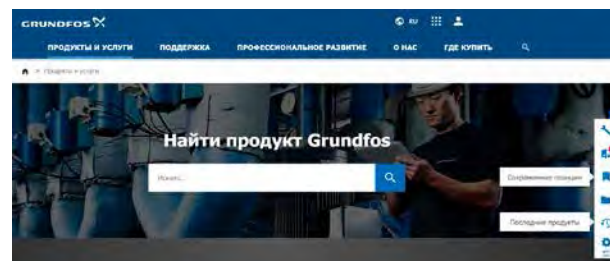 GRUNDFOS
RU
ПРОДУКТЫ И УСЛУГИ ПОДДЕРЖКА ПРОФЕССИОНАЛЬНОЕ РАЗВИТИЕ О НАС ГДЕ КУПИТЬ
> Продукты и услуги
Найти продукт Grundfos
Искать...
Сохраненные позиции
Последние продукты